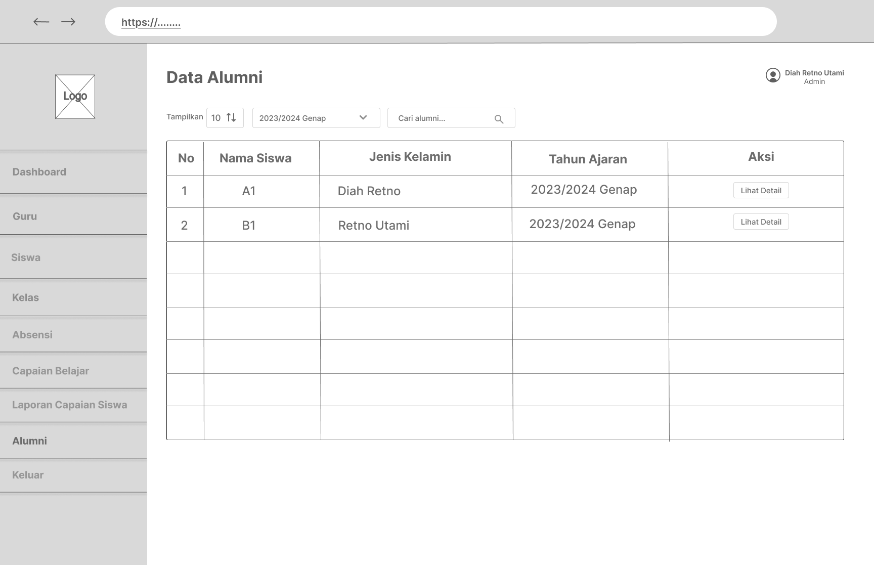 https://........
Logo
Dashboard
Guru
Siswa
Kelas
Absensi
Capaian Belajar
Laporan Capaian Siswa
Alumni
Keluar
Data Alumni
Diah Retno Utami
Admin
Tampilkan 10 2023/2024 Genap Cari alumni...
No Nama Siswa Jenis Kelamin Tahun Ajaran Aksi
1 A1 Diah Retno 2023/2024 Genap Lihat Detail
2 B1 Retno Utami 2023/2024 Genap Lihat Detail